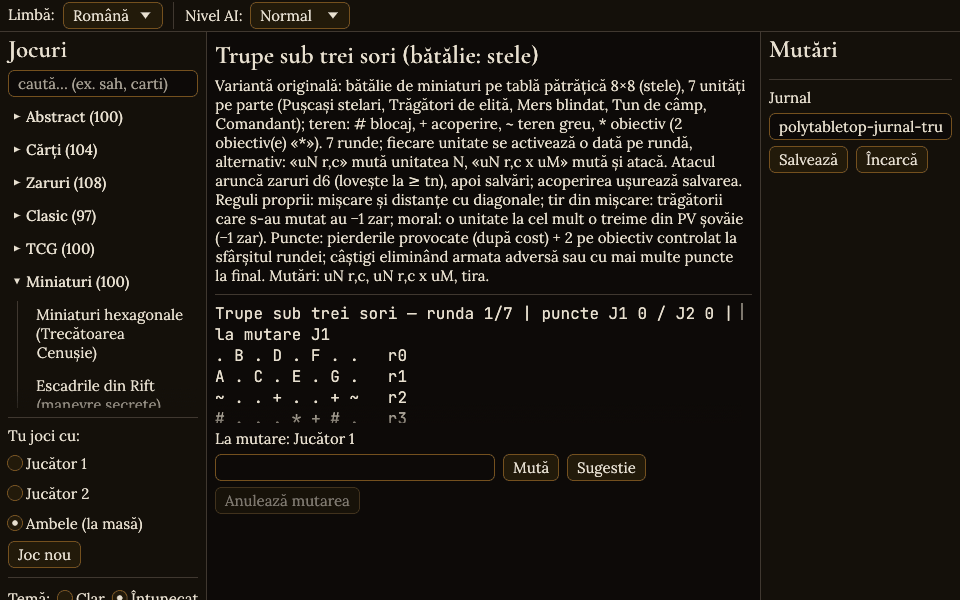 Limbă: Română ▼ Nivel AI: Normal ▼
Jocuri
caută... (ex. sah, carti)
▸ Abstract (100)
▸ Cărți (104)
▸ Zaruri (108)
▸ Clasic (97)
▸ TCG (100)
▾ Miniaturi (100)
Miniaturi hexagonale
(Trecătoarea
Cenușie)
Escadrile din Rift
(manevre secrete)
Tu joci cu:
Jucător 1
Jucător 2
Ambele (la masă)
Joc nou
Temă: Clar Întunecat
Trupe sub trei sori (bătălie: stele)
Variantă originală: bătălie de miniaturi pe tablă pătrățică 8×8 (stele), 7 unități
pe parte (Pușcași stelari, Trăgători de elită, Mers blindat, Tun de câmp,
Comandant); teren: # blocaj, + acoperire, ~ teren greu, * obiectiv (2
obiectiv(e) «*»). 7 runde; fiecare unitate se activează o dată pe rundă,
alternativ: «uN r,c» mută unitatea N, «uN r,c x uM» mută și atacă. Atacul
aruncă zaruri d6 (lovește la ≥ tn), apoi salvări; acoperirea ușurează salvarea.
Reguli proprii: mișcare și distanțe cu diagonale; tir din mișcare: trăgătorii
care s-au mutat au −1 zar; moral: o unitate la cel mult o treime din PV șovăie
(−1 zar). Puncte: pierderile provocate (după cost) + 2 pe obiectiv controlat la
sfârșitul rundei; câștigi eliminând armata adversă sau cu mai multe puncte
la final. Mutări: uN r,c, uN r,c x uM, tira.
Trupe sub trei sori — runda 1/7 | puncte J1 0 / J2 0 |
la mutare J1
. B . D . F . . r0
A . C . E . G . r1
~ . . + . . + ~ r2
# . . . * + # . r3
La mutare: Jucător 1
Mută Sugestie
Anulează mutarea
Mutări
Jurnal
polytabletop-jurnal-tru
Salvează Încarcă